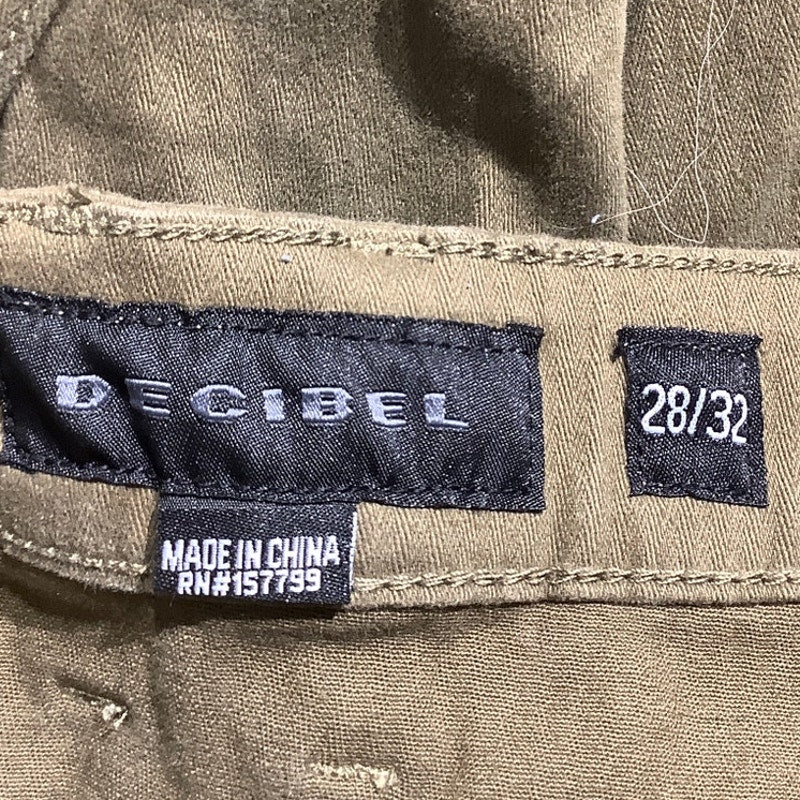 DECIBEL
28/32
MADE IN CHINA
RN#157799